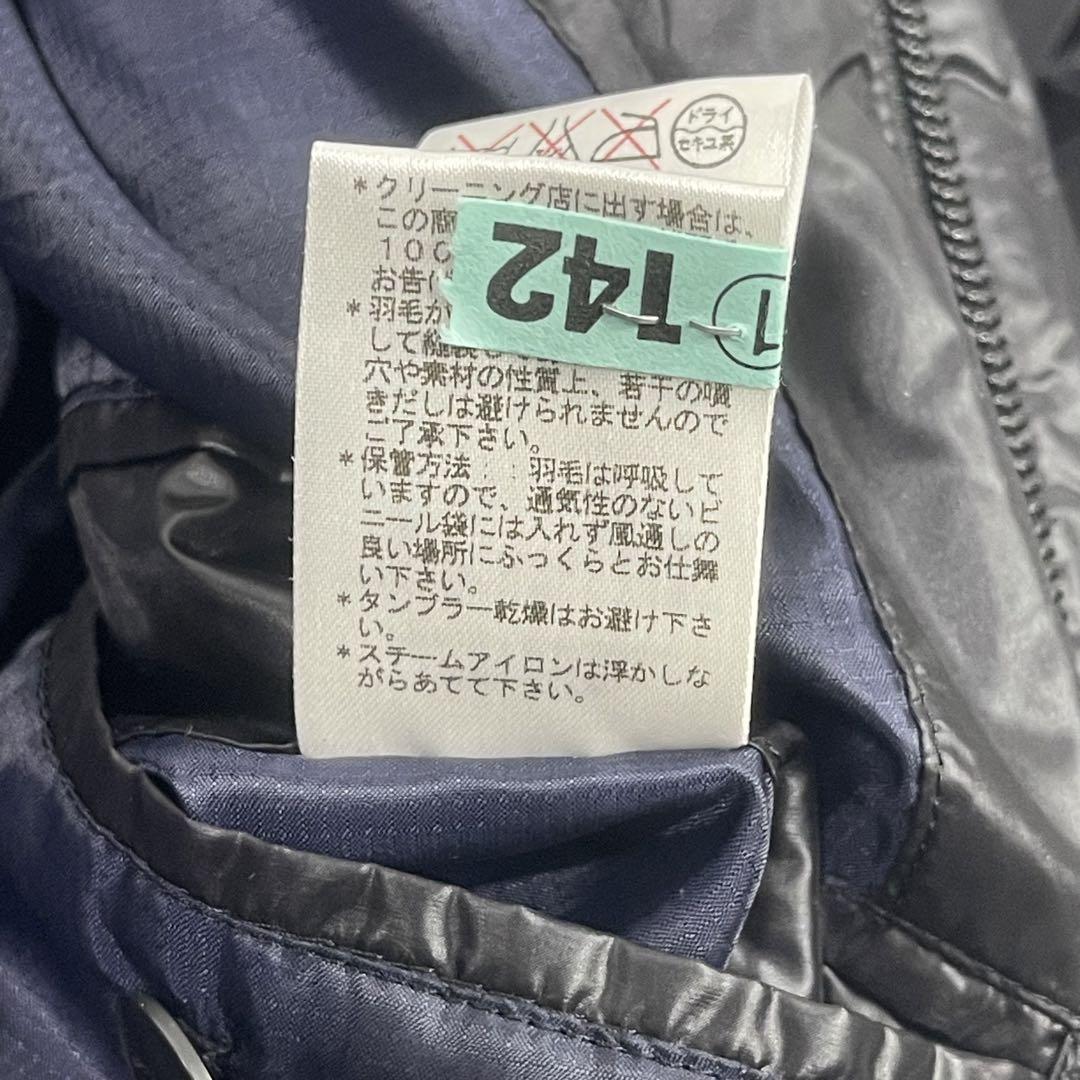 ドライ
セキユ系
*クリーニング店に出す場合は、
この商
100
お告げ
142
1
*羽毛が
して縫製し
穴や素材の性質上、若干の噴
きだしは避けられませんので
ご了承下さい。
*保管方法::羽毛は呼吸して
いますので、通気性のないビ
ニール袋には入れず風通しの
良い場所にふっくらとお仕舞
い下さい。
*タンブラー乾燥はお避け下さ
い。
*スチームアイロンは浮かしな
がらあてて下さい。